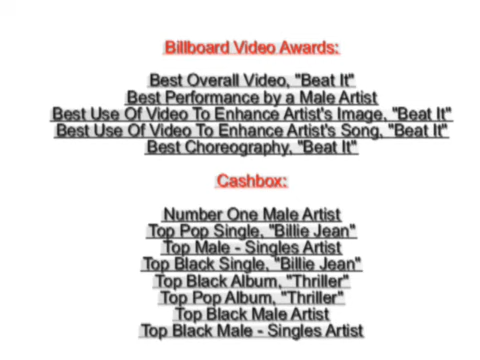 Billboard Video Awards:
Best Overall Video, "Beat It"
Best Performance by a Male Artist
Best Use Of Video To Enhance Artist's Image, "Beat It"
Best Use Of Video To Enhance Artist's Song, "Beat It"
Best Choreography, "Beat It"
Cashbox:
Number One Male Artist
Top Pop Single, "Billie Jean"
Top Male - Singles Artist
Top Black Single, "Billie Jean"
Top Black Album, "Thriller"
Top Pop Album, "Thriller"
Top Black Male Artist
Top Black Male - Singles Artist